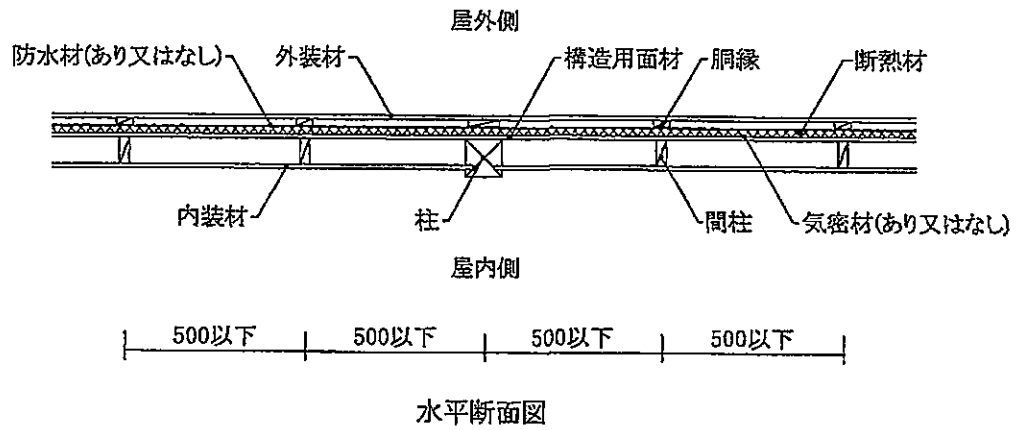 屋外側
防水材(あり又はなし)
外装材
構造用面材
胴縁
断熱材
内装材
柱
間柱
気密材(あり又はなし)
屋内側
500以下
500以下
500以下
500以下
水平断面図